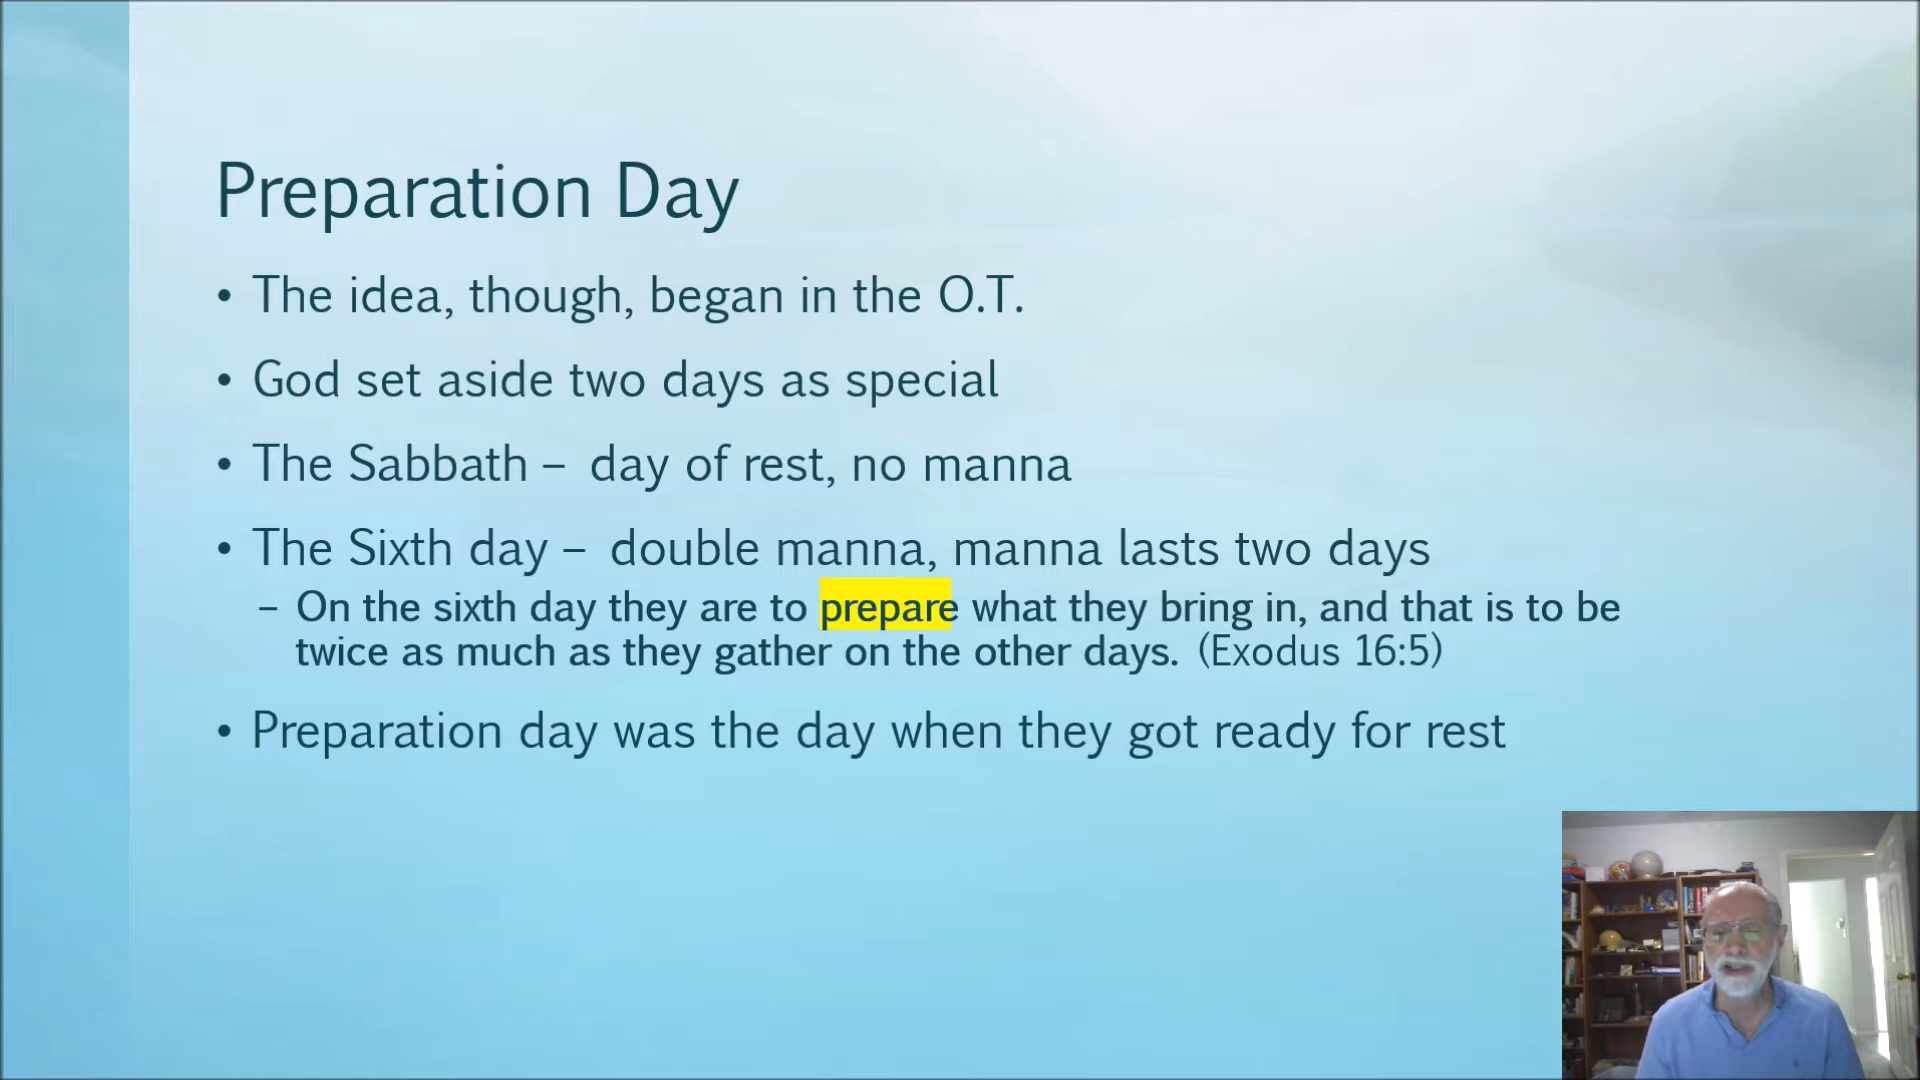 Preparation Day
• The idea, though, began in the O.T.
• God set aside two days as special
• The Sabbath – day of rest, no manna
• The Sixth day – double manna, manna lasts two days
– On the sixth day they are to prepare what they bring in, and that is to be
twice as much as they gather on the other days. (Exodus 16:5)
• Preparation day was the day when they got ready for rest